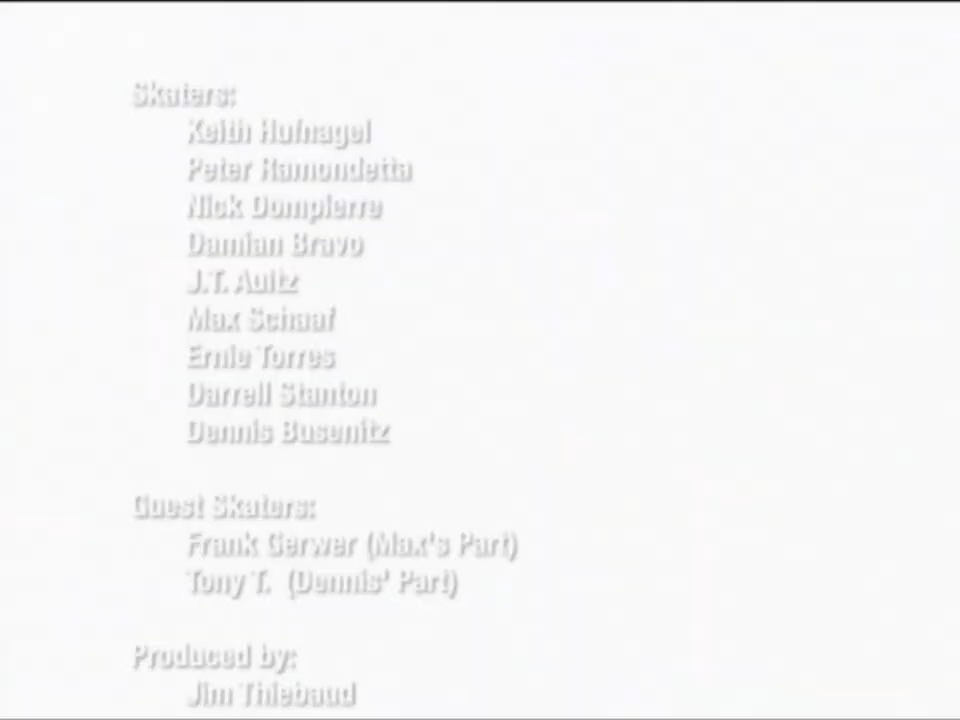 Skaters:
Keith Hufnagel
Peter Ramondetta
Nick Dompierre
Damian Bravo
J.T. Aultz
Max Schaaf
Ernie Torres
Darrell Stanton
Dennis Busenitz
Guest Skaters:
Frank Gerwer (Max's Part)
Tony T. (Dennis' Part)
Produced by:
Jim Thiebaud